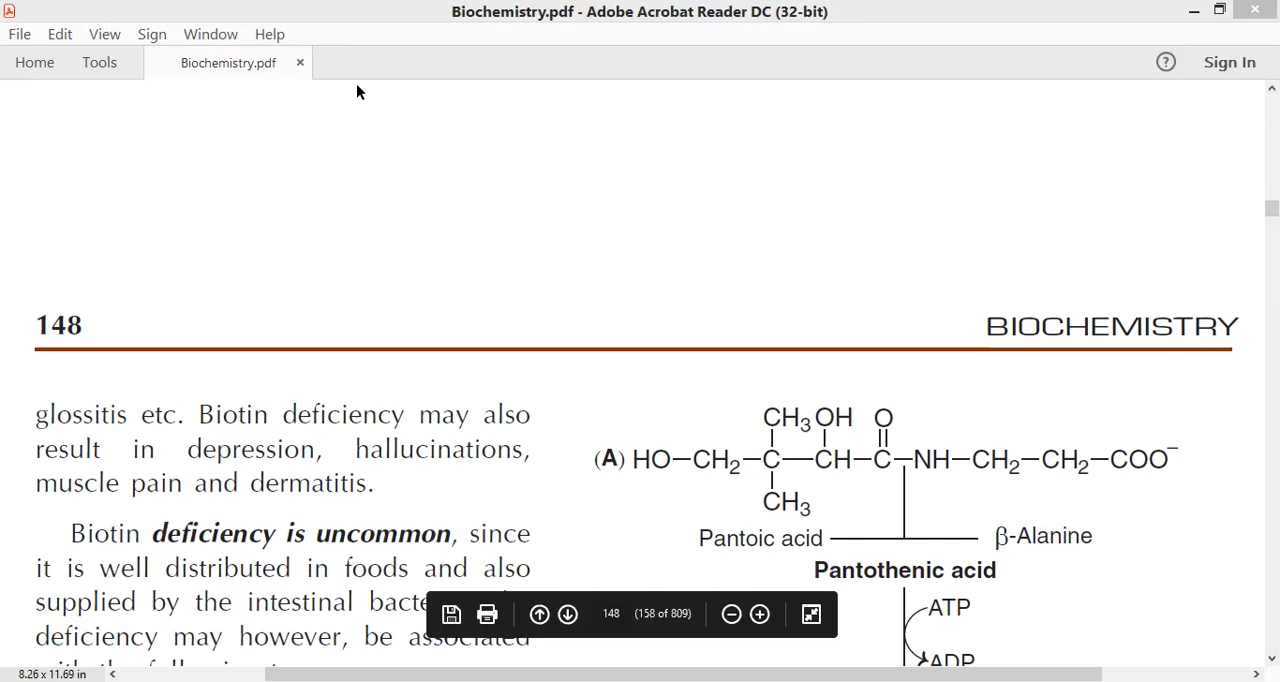 Biochemistry.pdf - Adobe Acrobat Reader DC (32-bit)
File Edit View Sign Window Help
Home Tools Biochemistry.pdf × ? Sign In
148 BIOCHEMISTRY
glossitis etc. Biotin deficiency may also
result in depression, hallucinations,
muscle pain and dermatitis.
Biotin deficiency is uncommon, since
it is well distributed in foods and also
supplied by the intestinal
deficiency may however, be associated
CH3 OH O
(A) HO–CH2–C–CH–C–NH–CH2–CH2–COO−
CH3
Pantoic acid β-Alanine
Pantothenic acid
ATP
ADP
148 (158 of 809)
8.26 x 11.69 in